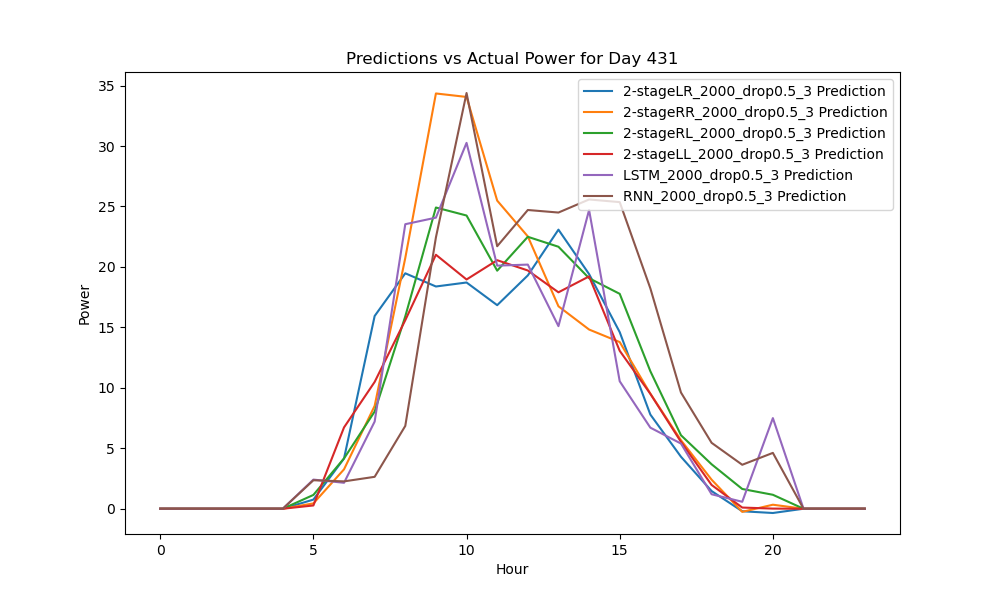 Predictions vs Actual Power for Day 431
2-stageLR_2000_drop0.5_3 Prediction
2-stageRR_2000_drop0.5_3 Prediction
2-stageRL_2000_drop0.5_3 Prediction
2-stageLL_2000_drop0.5_3 Prediction
LSTM_2000_drop0.5_3 Prediction
RNN_2000_drop0.5_3 Prediction
Power
35
30
25
20
15
10
5
0
0 5 10 15 20
Hour